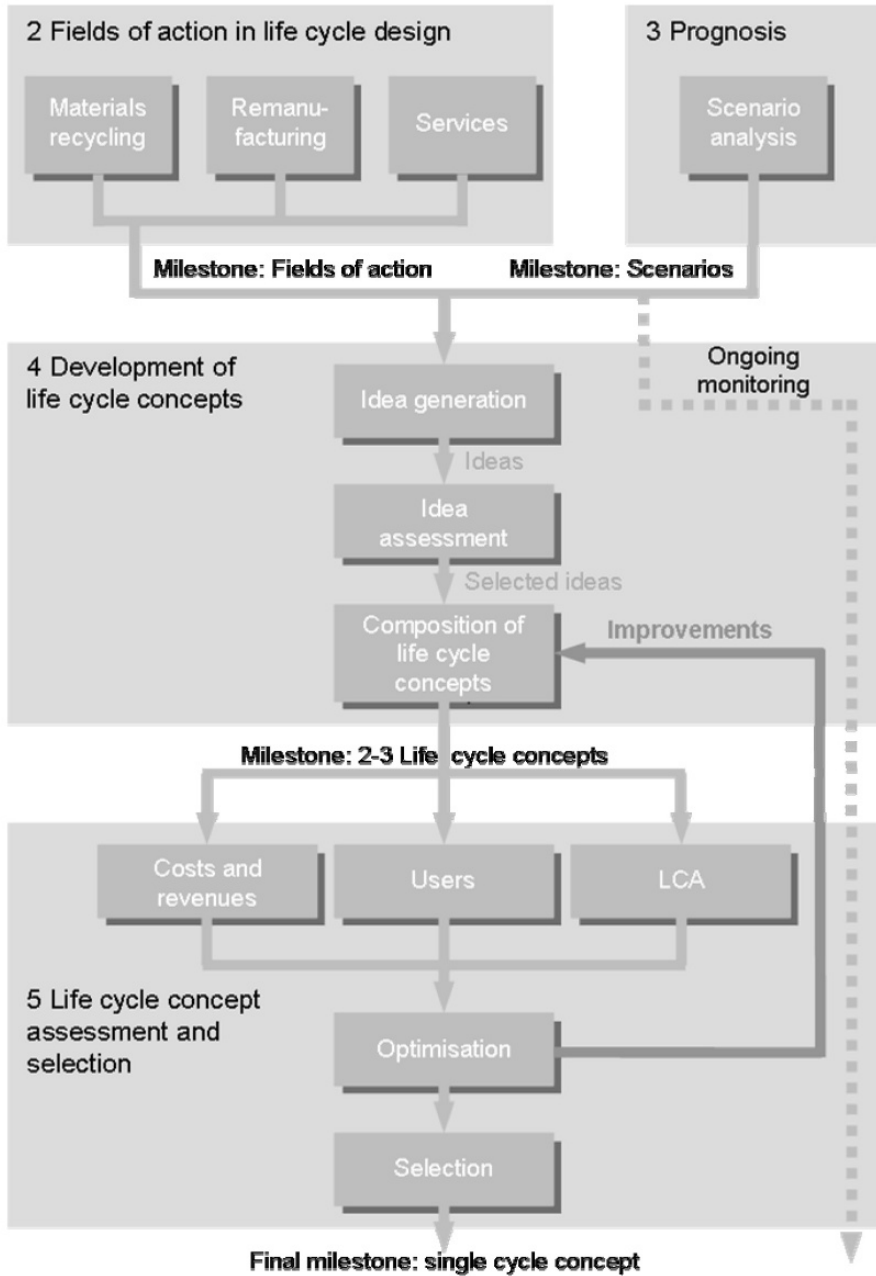 2 Fields of action in life cycle design
3 Prognosis
Materials
recycling
Remanu-
facturing
Services
Scenario
analysis
Milestone: Fields of action
Milestone: Scenarios
4 Development of
life cycle concepts
Ongoing
monitoring
Idea generation
Ideas
Idea
assessment
Selected ideas
Composition of
life cycle
concepts
Improvements
Milestone: 2-3 Life cycle concepts
Costs and
revenues
Users
LCA
5 Life cycle concept
assessment and
selection
Optimisation
Selection
Final milestone: single cycle concept